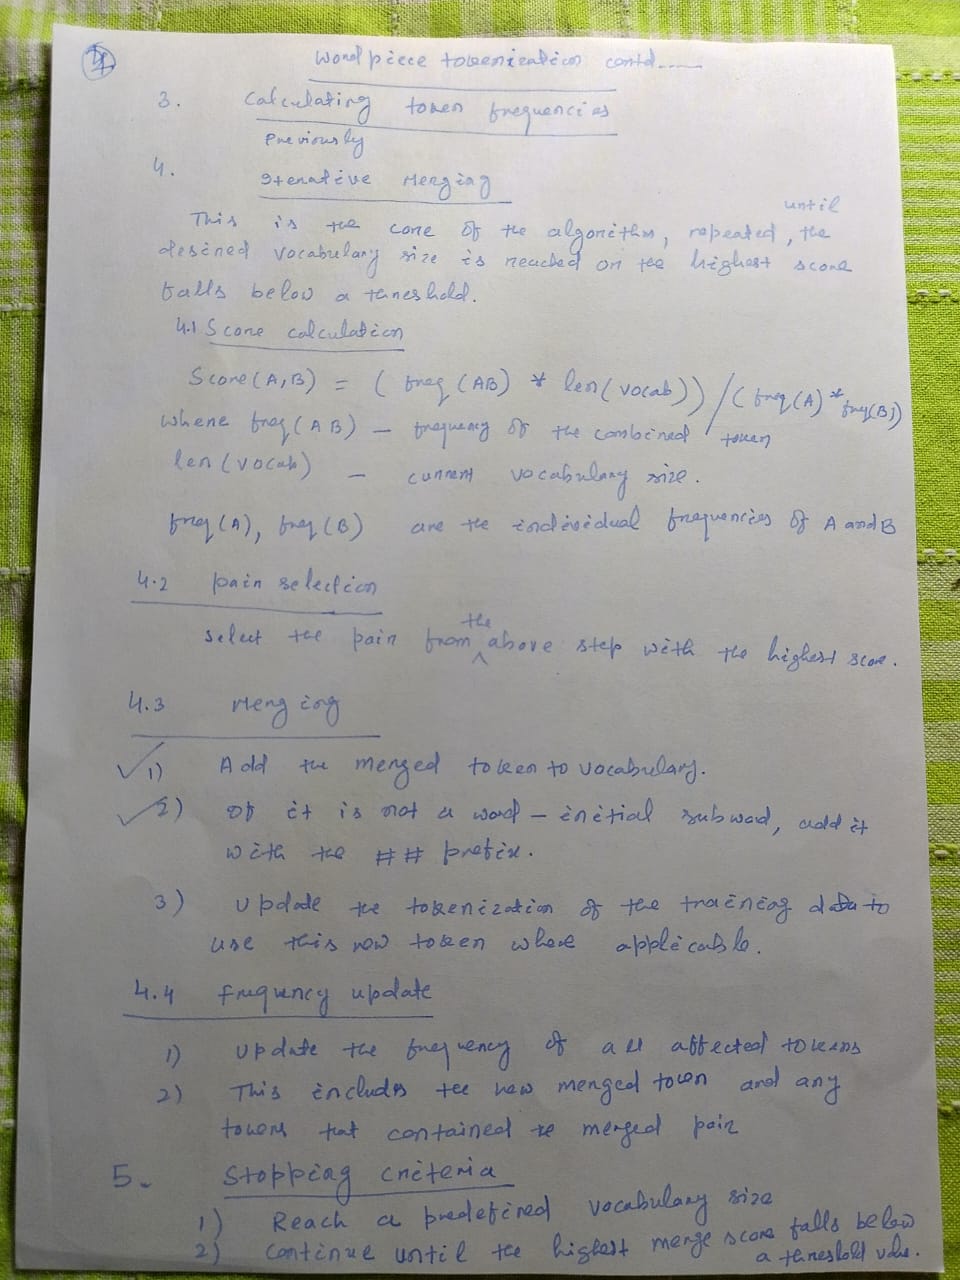 Wordpiece tokenization contd....
3. Calculating token frequencies
Previously
4. Iterative Merging
until
This is the core of the algorithm, repeated, the
desired vocabulary size is reached or the highest score
falls below a threshold.
4.1 Score calculation
Score(A,B) = ( freq (AB) * len(vocab)) / ( freq(A) * freq(B))
where freq(AB) - frequency of the combined token
len(vocab) - current vocabulary size.
freq(A), freq(B) are the individual frequencies of A and B
4.2 pair selection
the
select the pair from ^ above step with the highest score.
4.3 Merging
✓ 1) Add the merged token to vocabulary.
✓ 2) If it is not a word - initial subword, add it
with the ## prefix.
3) Update the tokenization of the training data to
use this new token where applicable.
4.4 frequency update
1) Update the frequency of all affected tokens
2) This includes the new merged token and any
tokens that contained the merged pair
5. Stopping criteria
1) Reach a predefined vocabulary size
2) continue until the highest merge score falls below
a threshold value.